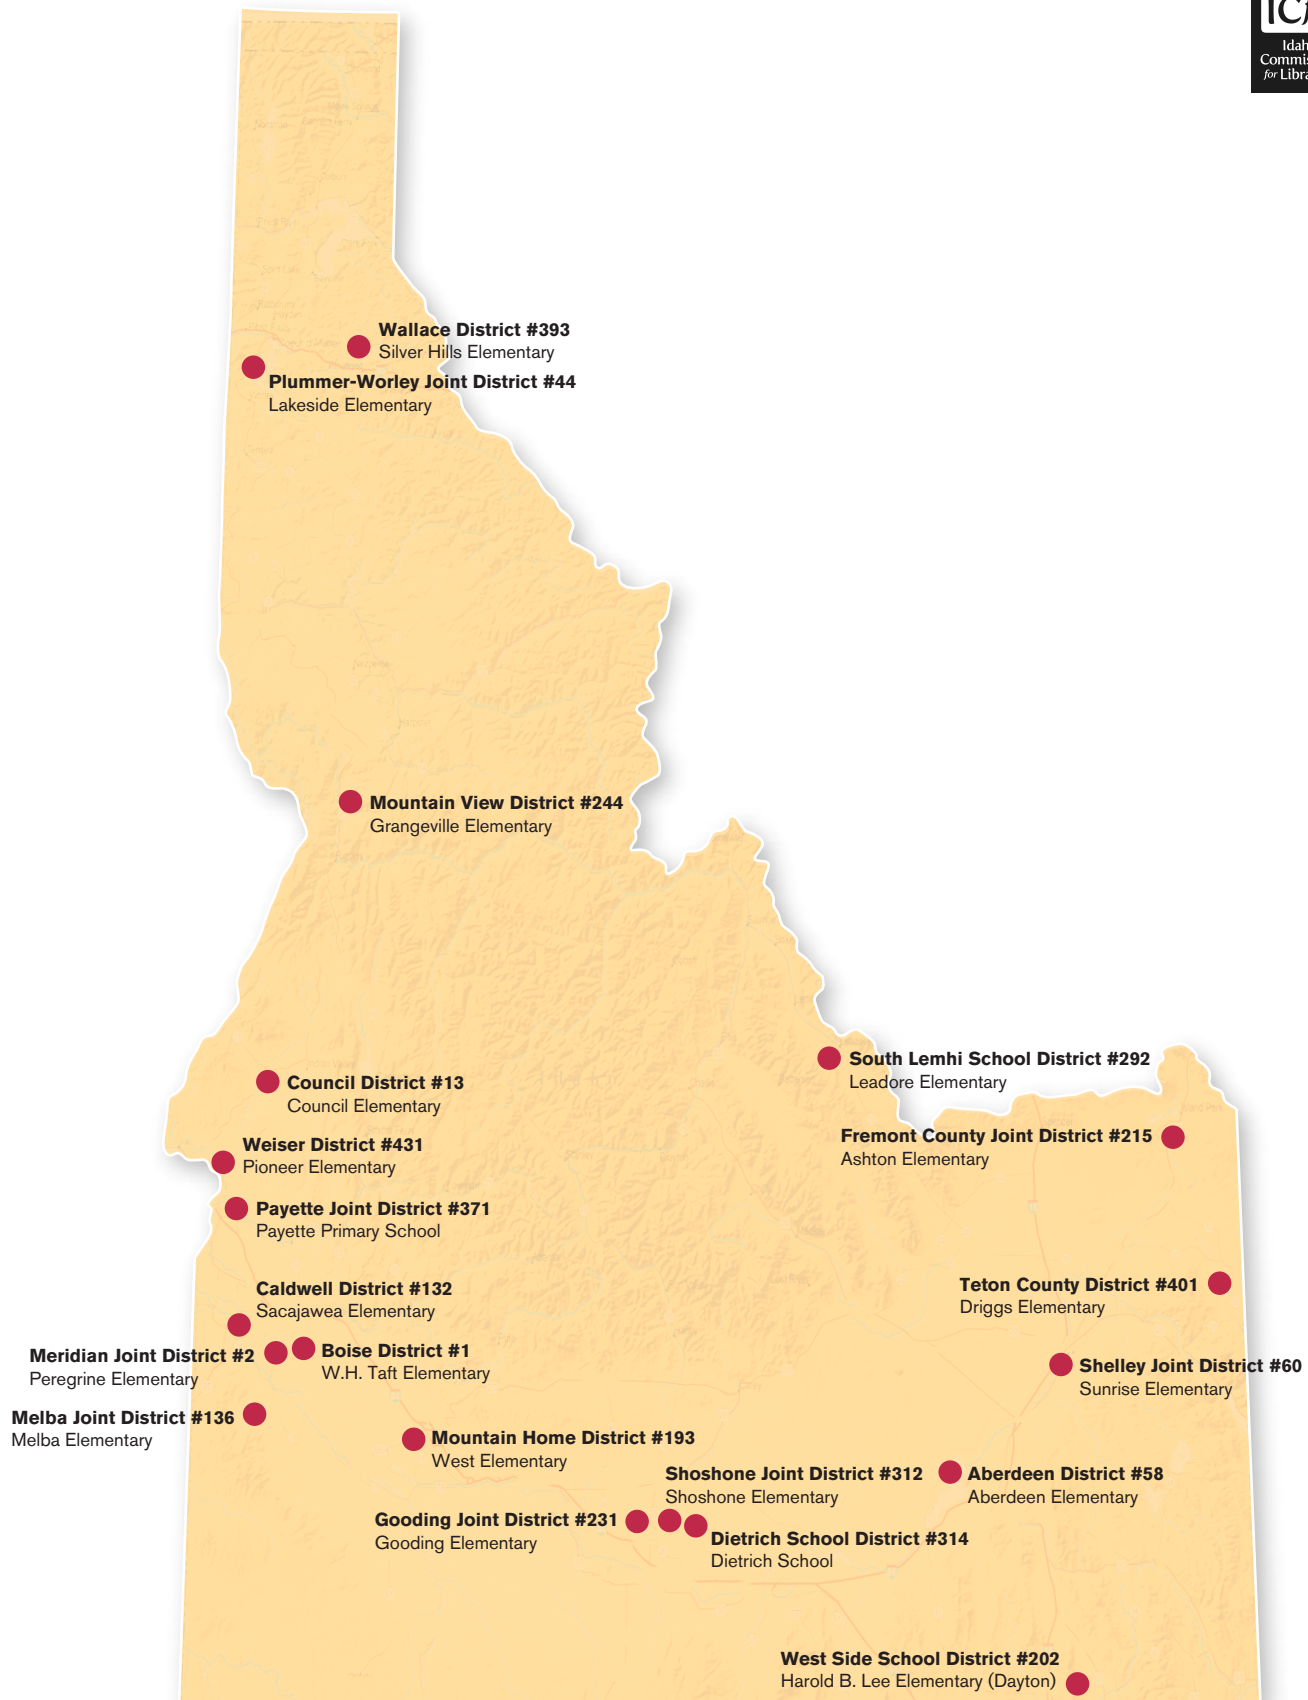 Idah
Commis
for Libra
Wallace District #393
Silver Hills Elementary
Plummer-Worley Joint District #44
Lakeside Elementary
Mountain View District #244
Grangeville Elementary
South Lemhi School District #292
Leadore Elementary
Council District #13
Council Elementary
Fremont County Joint District #215
Ashton Elementary
Weiser District #431
Pioneer Elementary
Payette Joint District #371
Payette Primary School
Teton County District #401
Driggs Elementary
Caldwell District #132
Sacajawea Elementary
Meridian Joint District #2
Peregrine Elementary
Boise District #1
W.H. Taft Elementary
Shelley Joint District #60
Sunrise Elementary
Melba Joint District #136
Melba Elementary
Mountain Home District #193
West Elementary
Shoshone Joint District #312
Shoshone Elementary
Aberdeen District #58
Aberdeen Elementary
Gooding Joint District #231
Gooding Elementary
Dietrich School District #314
Dietrich School
West Side School District #202
Harold B. Lee Elementary (Dayton)